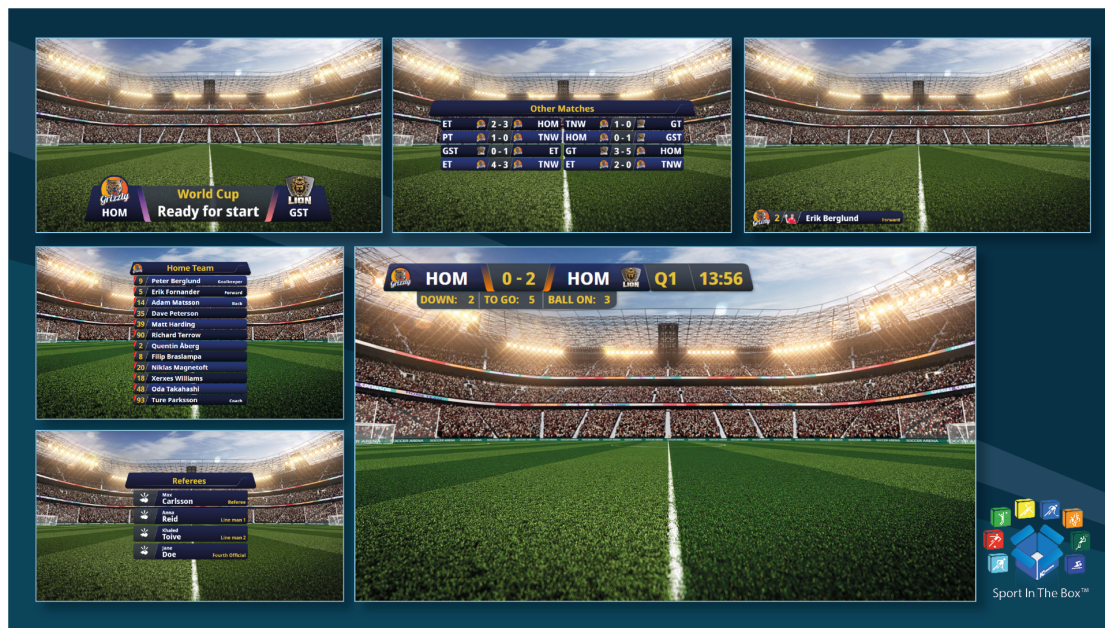 Grizzly
HOM
World Cup
Ready for start
LION
GST
Other Matches
ET 2 - 3 HOM TNW 1 - 0 GT
PT 1 - 0 TNW HOM 0 - 1 GST
GST 0 - 1 ET GT 3 - 5 HOM
ET 4 - 3 TNW ET 2 - 0 TNW
Grizzly 2 Erik Berglund Forward
Home Team
9 Peter Berglund Goalkeeper
5 Erik Fornander Forward
14 Adam Matsson Back
35 Dave Peterson
39 Matt Harding
90 Richard Terrow
2 Quentin Åberg
8 Filip Braslampa
20 Niklas Magnetoft
18 Xerxes Williams
48 Oda Takahashi
93 Ture Parksson Coach
Grizzly HOM 0 - 2 HOM LION Q1 13:56
DOWN: 2 TO GO: 5 BALL ON: 3
SOCCER ARENA
Referees
Max
Carlsson Referee
Anna
Reid Line man 1
Khaled
Toive Line man 2
Jane
Doe Fourth Official
Sport In The Box™